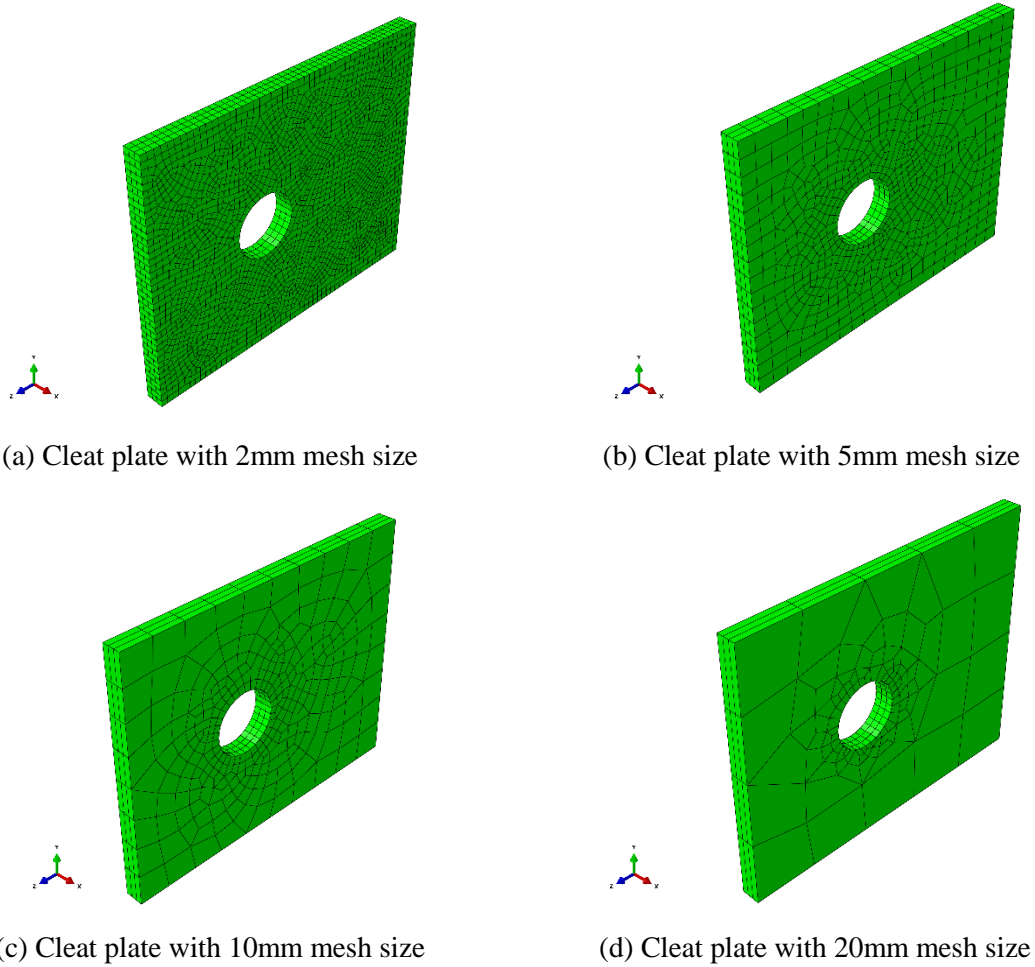 Y
Z
X
Y
Z
X
(a) Cleat plate with 2mm mesh size
(b) Cleat plate with 5mm mesh size
Y
Z
X
Y
Z
X
(c) Cleat plate with 10mm mesh size
(d) Cleat plate with 20mm mesh size